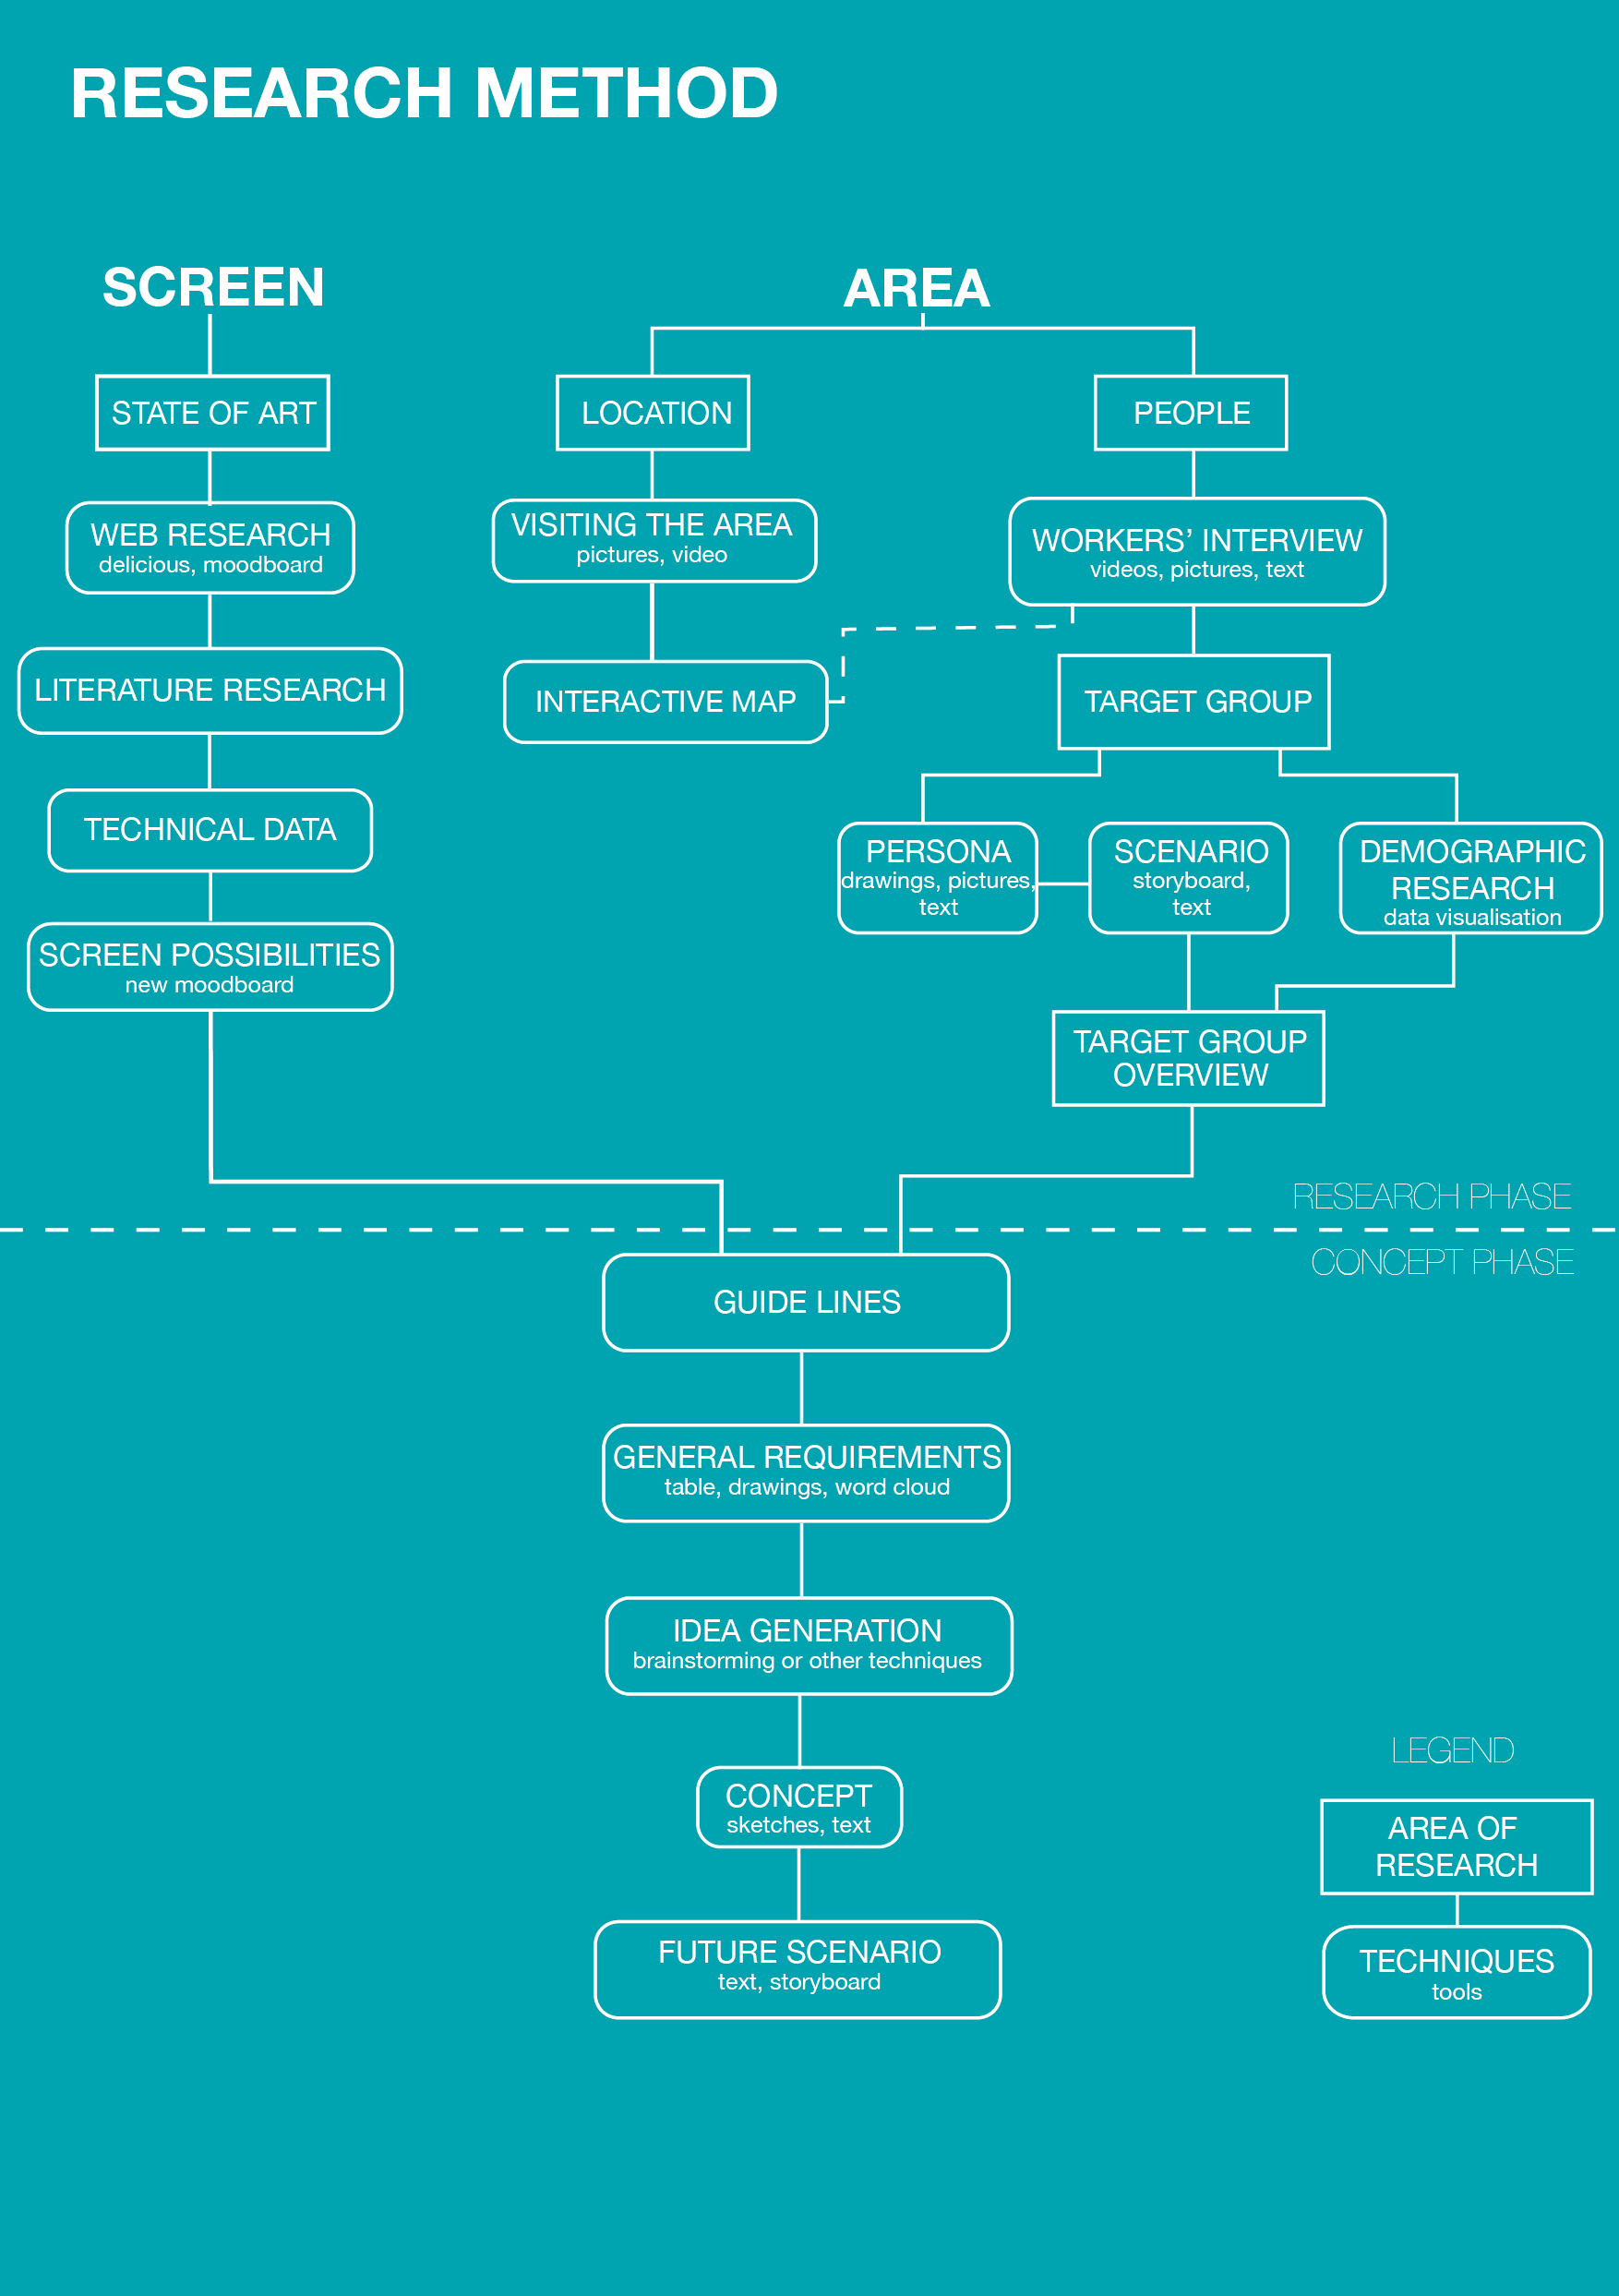 RESEARCH METHOD
SCREEN
STATE OF ART
WEB RESEARCH
delicious, moodboard
LITERATURE RESEARCH
TECHNICAL DATA
SCREEN POSSIBILITIES
new moodboard
AREA
LOCATION
VISITING THE AREA
pictures, video
INTERACTIVE MAP
PEOPLE
WORKERS’ INTERVIEW
videos, pictures, text
TARGET GROUP
PERSONA
drawings, pictures,
text
SCENARIO
storyboard,
text
DEMOGRAPHIC
RESEARCH
data visualisation
TARGET GROUP
OVERVIEW
RESEARCH PHASE
CONCEPT PHASE
GUIDE LINES
GENERAL REQUIREMENTS
table, drawings, word cloud
IDEA GENERATION
brainstorming or other techniques
CONCEPT
sketches, text
FUTURE SCENARIO
text, storyboard
LEGEND
AREA OF
RESEARCH
TECHNIQUES
tools